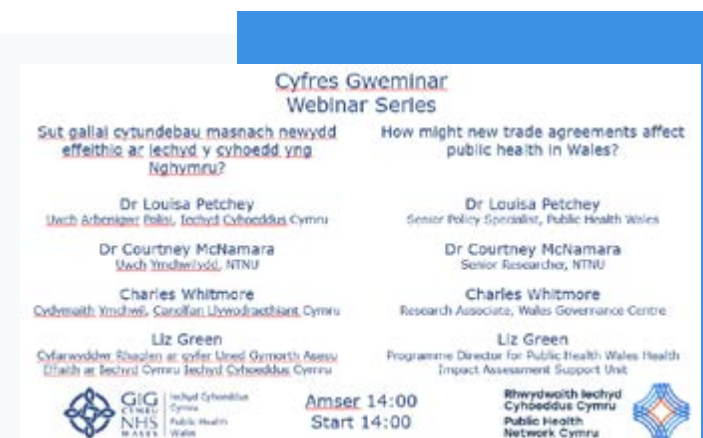 Cyfres Gweminar
Webinar Series
Sut gallai cytundebau masnach newydd
effeithio ar iechyd y cyhoedd yng
Nghymru?
Dr Louisa Petchey
Uwch Arbenigwr Polisi, Iechyd Cyhoeddus Cymru
Dr Courtney McNamara
Uwch Ymchwilydd, NTNU
Charles Whitmore
Cydymaith Ymchwil, Canolfan Llywodraethiant Cymru
Liz Green
Cyfarwyddwr Rhaglen ar gyfer Uned Gymorth Asesu
Effaith ar Iechyd Cymru Iechyd Cyhoeddus Cymru
How might new trade agreements affect
public health in Wales?
Dr Louisa Petchey
Senior Policy Specialist, Public Health Wales
Dr Courtney McNamara
Senior Researcher, NTNU
Charles Whitmore
Research Associate, Wales Governance Centre
Liz Green
Programme Director for Public Health Wales Health
Impact Assessment Support Unit
GIG
CYMRU
NHS
WALES
Iechyd Cyhoeddus
Cymru
Public Health
Wales
Amser 14:00
Start 14:00
Rhwydwaith Iechyd
Cyhoeddus Cymru
Public Health
Network Cymru